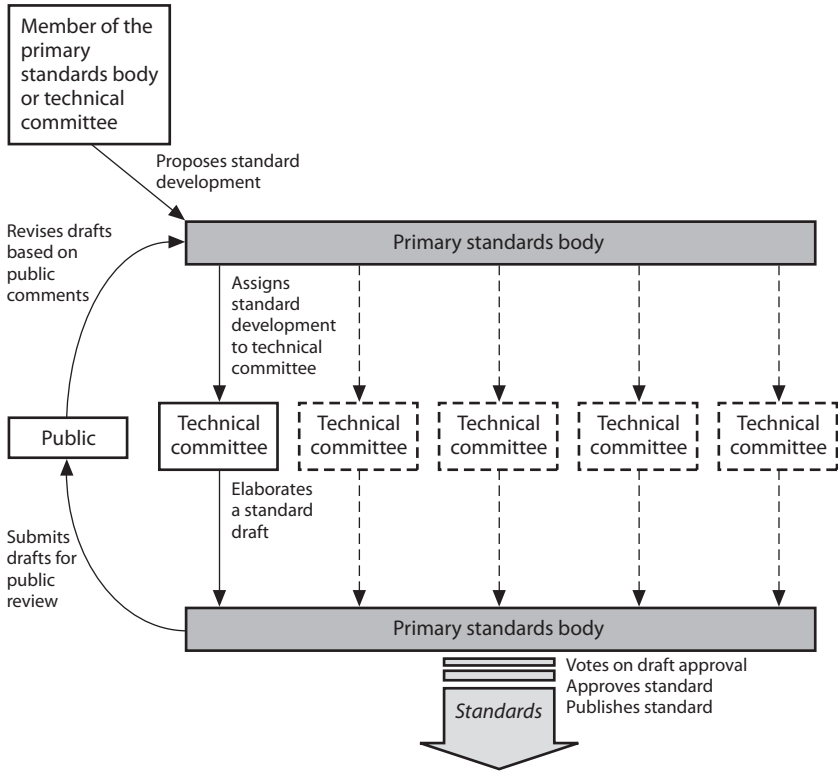 Member of the
primary
standards body
or technical
committee
Proposes standard
development
Revises drafts
based on
public
comments
Primary standards body
Assigns
standard
development
to technical
committee
Public
Technical
committee
Technical
committee
Technical
committee
Technical
committee
Technical
committee
Elaborates
a standard
draft
Submits
drafts for
public
review
Primary standards body
Votes on draft approval
Approves standard
Publishes standard
Standards